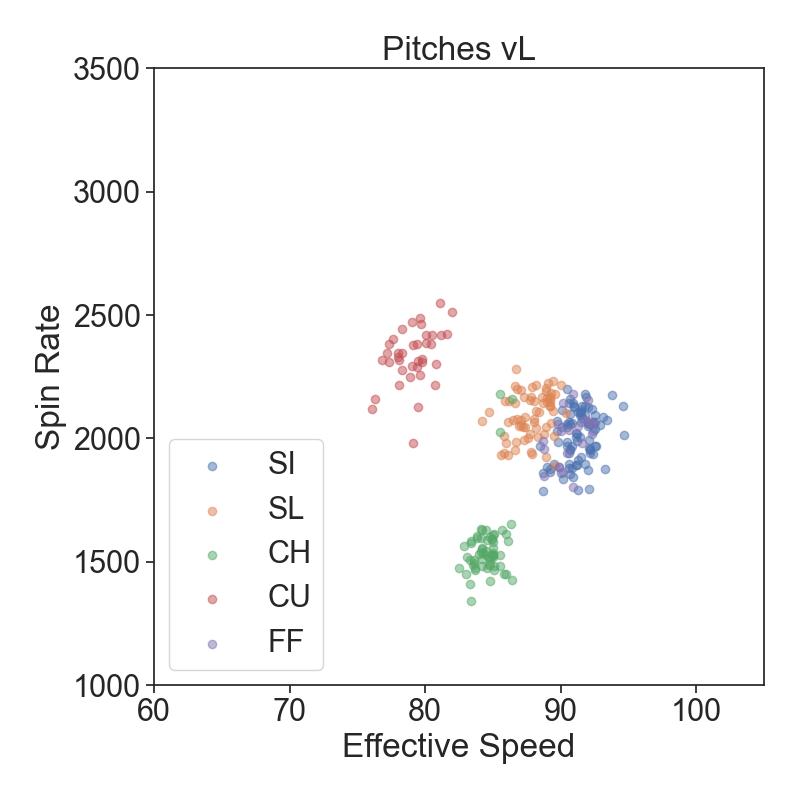 Pitches vL
3500
3000
2500
2000
1500
1000
Spin Rate
SI
SL
CH
CU
FF
60 70 80 90 100
Effective Speed